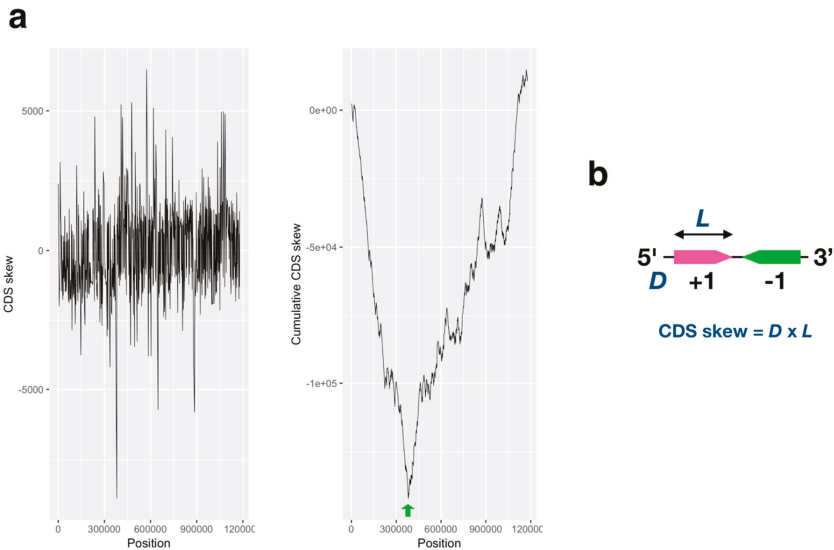 a
5000
0
-5000
CDS skew
0 300000 600000 900000 120000
Position
0e+00
-5e+04
-1e+05
Cumulative CDS skew
0 300000 600000 900000 120000
Position
b
L
5' 3’
D +1 -1
CDS skew = D x L